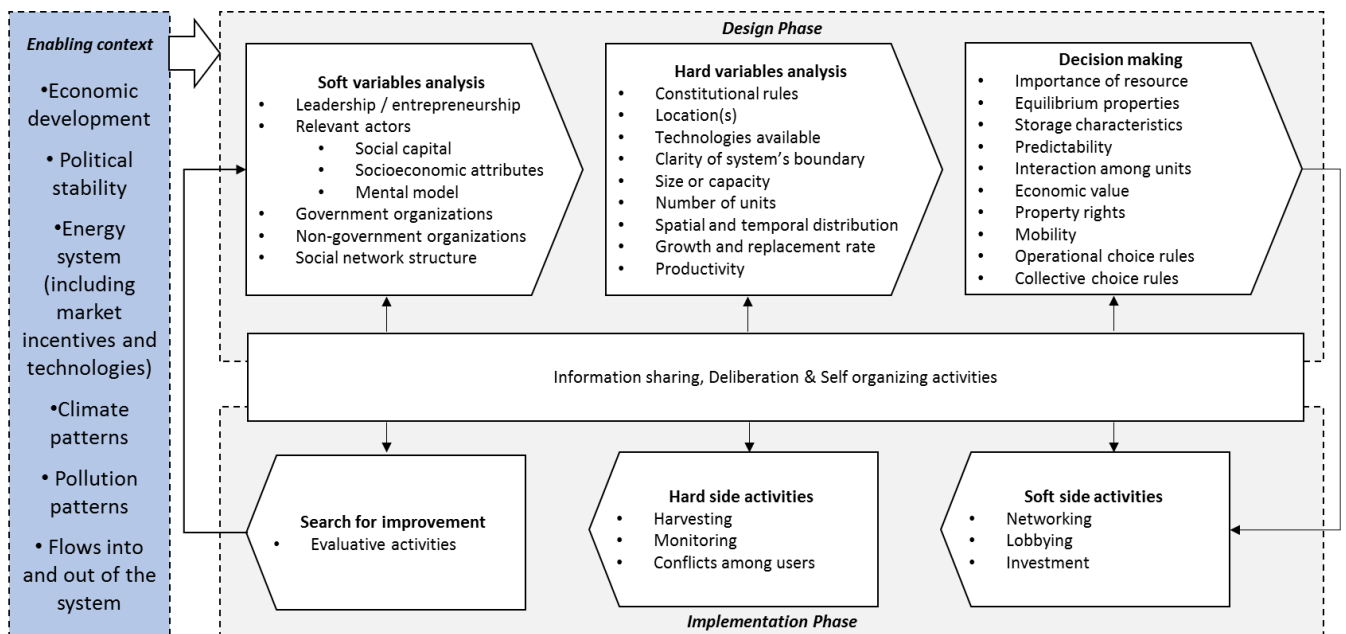 Enabling context
•Economic
development
• Political
stability
•Energy
system
(including
market
incentives and
technologies)
•Climate
patterns
• Pollution
patterns
• Flows into
and out of the
system
Design Phase
Soft variables analysis
• Leadership / entrepreneurship
• Relevant actors
• Social capital
• Socioeconomic attributes
• Mental model
• Government organizations
• Non-government organizations
• Social network structure
Hard variables analysis
• Constitutional rules
• Location(s)
• Technologies available
• Clarity of system's boundary
• Size or capacity
• Number of units
• Spatial and temporal distribution
• Growth and replacement rate
• Productivity
Decision making
• Importance of resource
• Equilibrium properties
• Storage characteristics
• Predictability
• Interaction among units
• Economic value
• Property rights
• Mobility
• Operational choice rules
• Collective choice rules
Information sharing, Deliberation & Self organizing activities
Search for improvement
• Evaluative activities
Hard side activities
• Harvesting
• Monitoring
• Conflicts among users
Soft side activities
• Networking
• Lobbying
• Investment
Implementation Phase